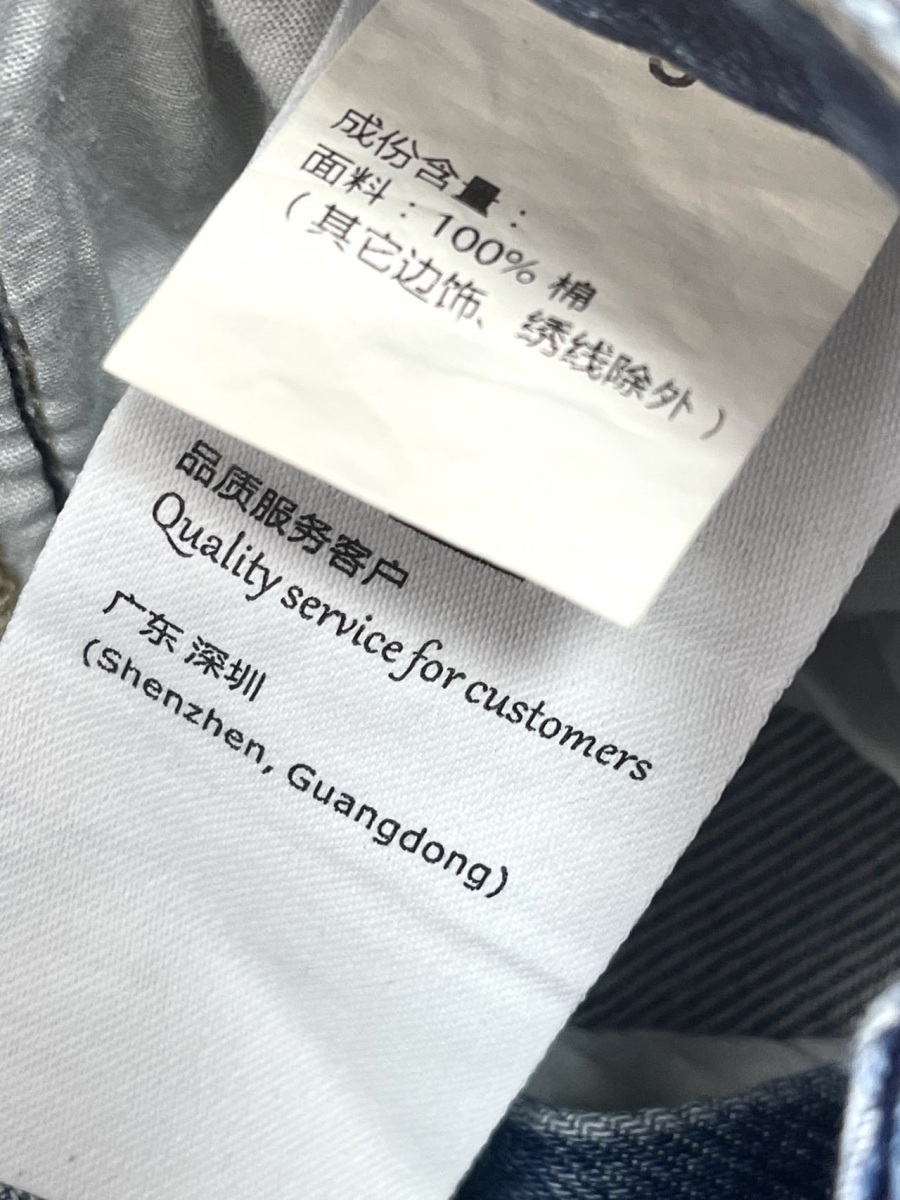 成份含量：
面料：100% 棉
（其它边饰、绣线除外）
品质服务客户
Quality service for customers
广东 深圳
(Shenzhen, Guangdong)